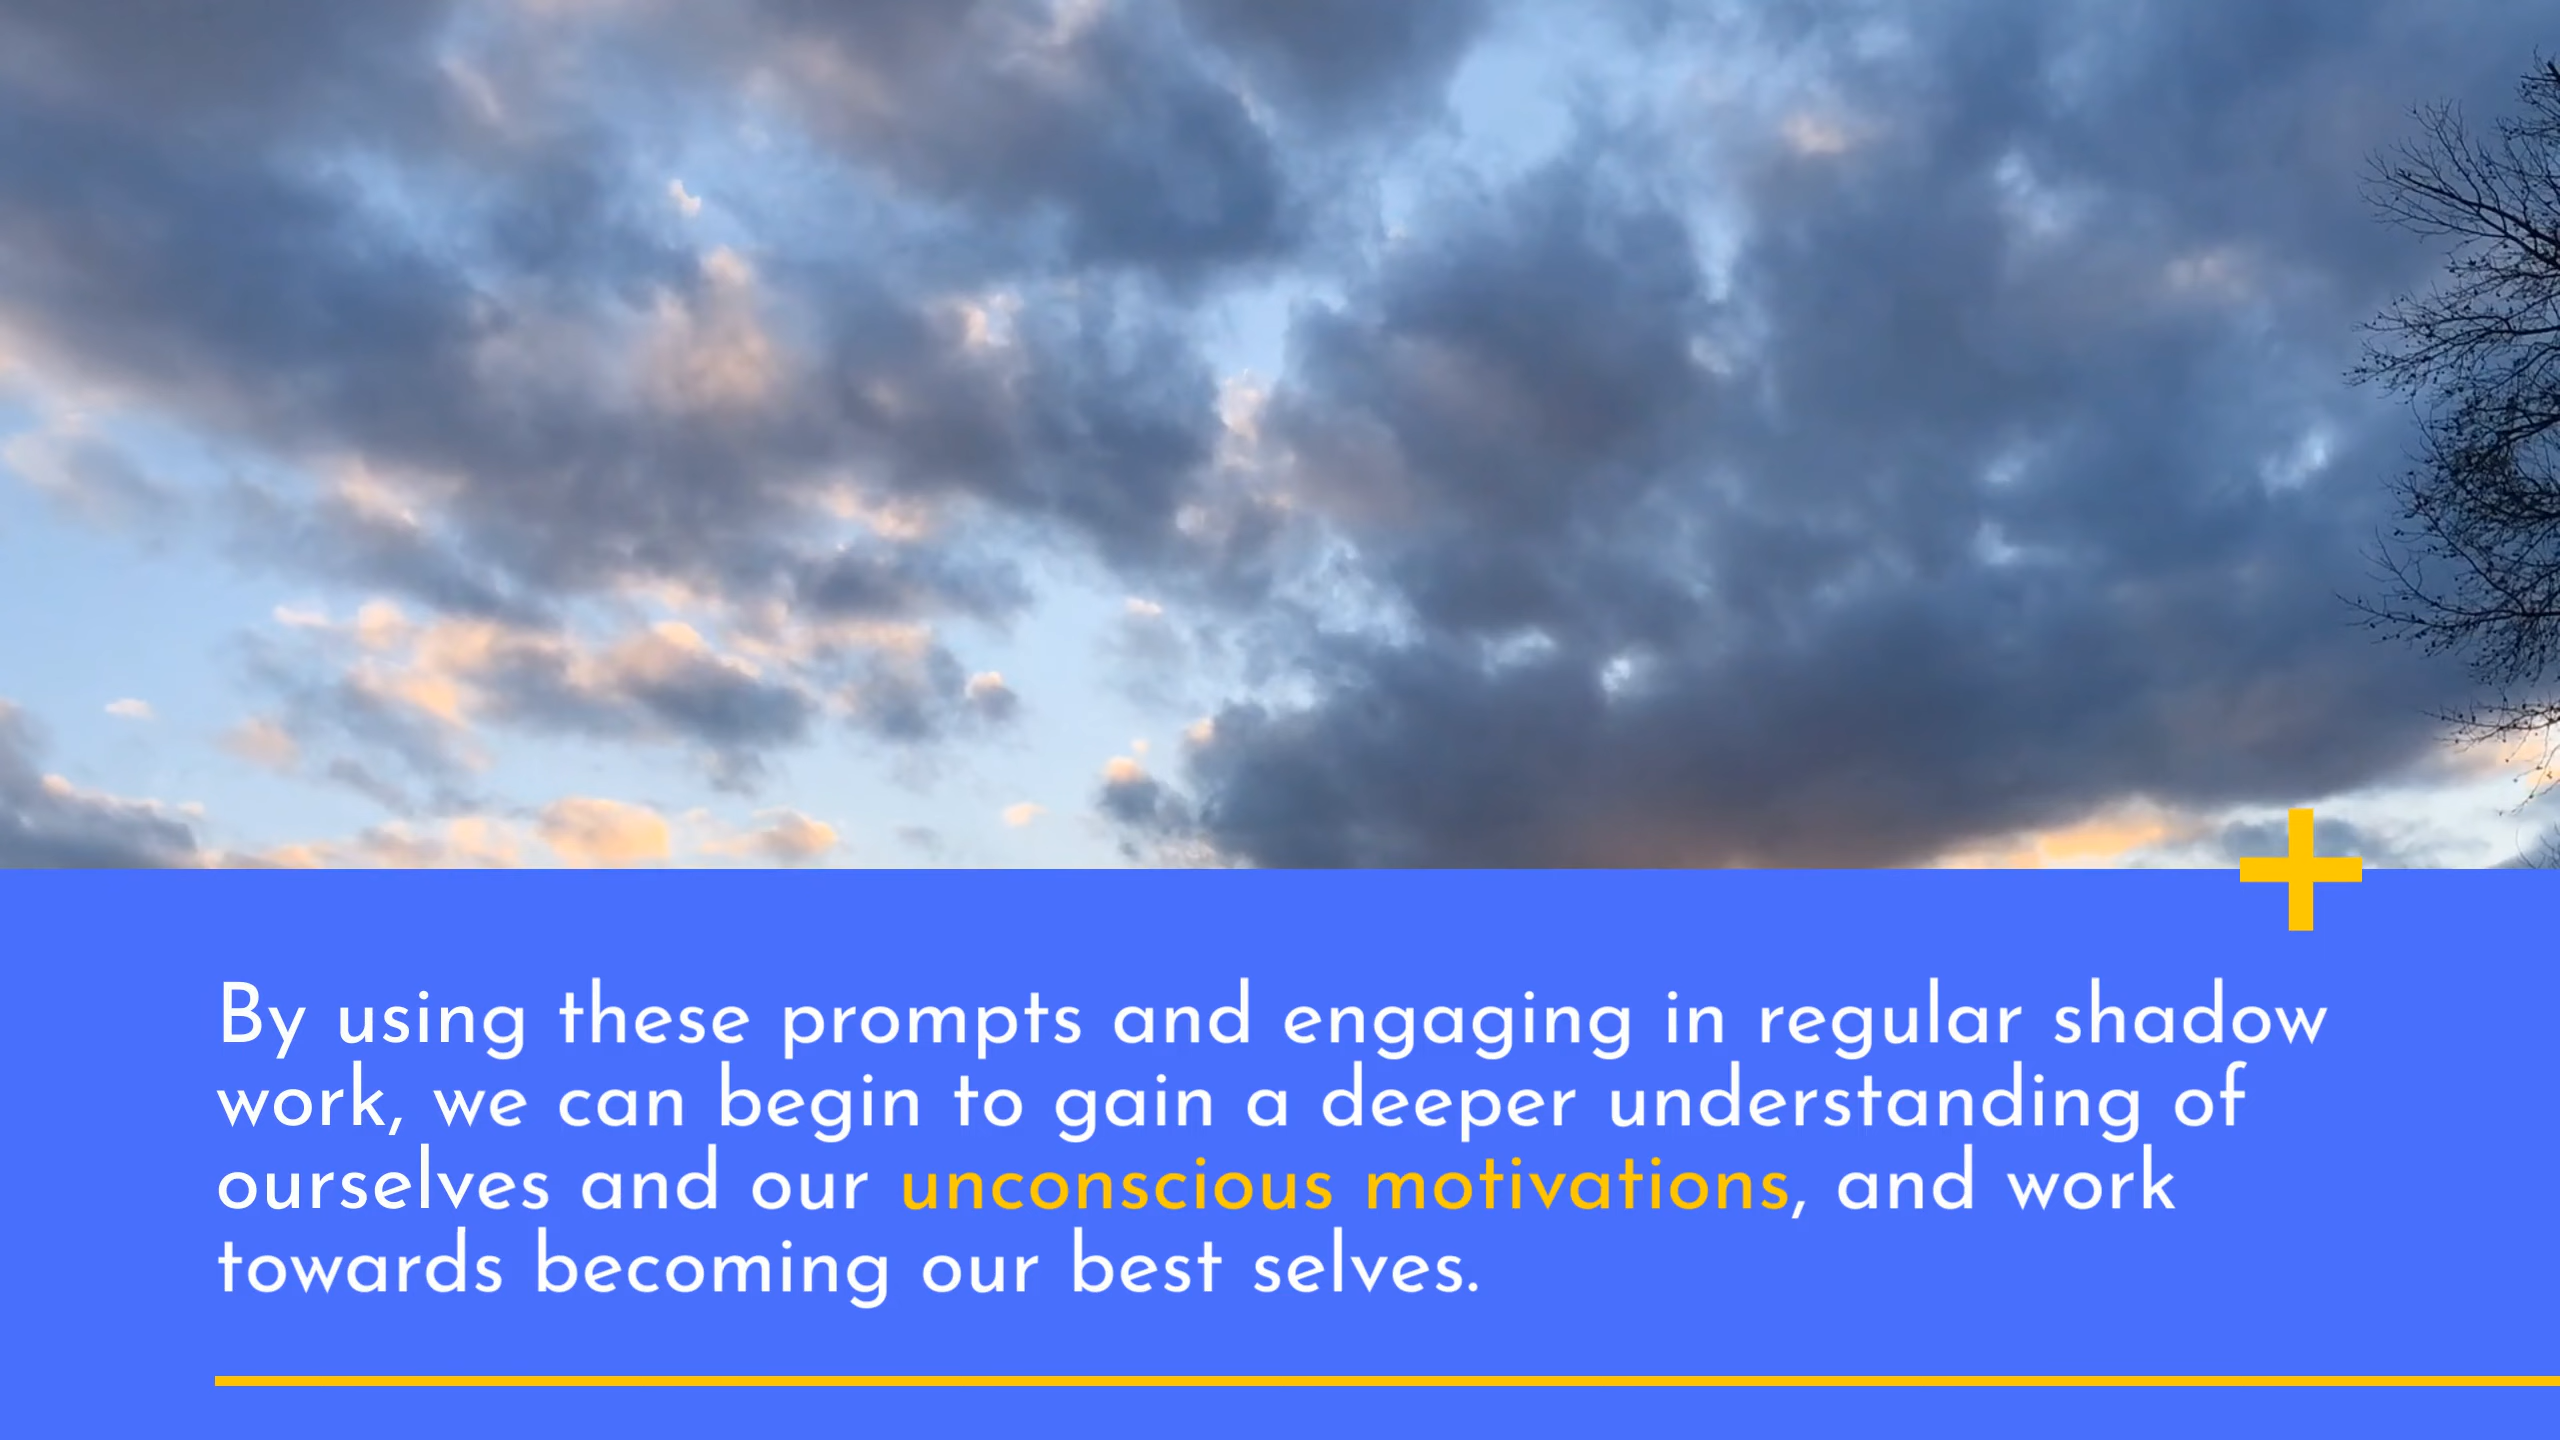 By using these prompts and engaging in regular shadow
work, we can begin to gain a deeper understanding of
ourselves and our unconscious motivations, and work
towards becoming our best selves.